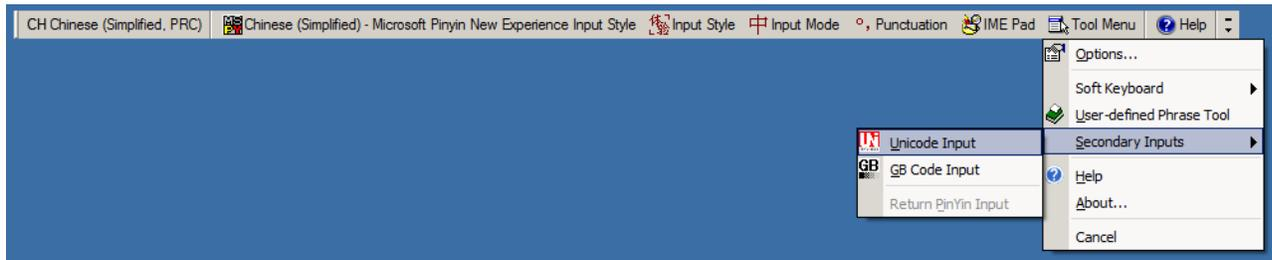 CH Chinese (Simplified, PRC) Chinese (Simplified) - Microsoft Pinyin New Experience Input Style 体 Input Style 中 Input Mode °, Punctuation IME Pad Tool Menu Help
Options...
Soft Keyboard
User-defined Phrase Tool
Secondary Inputs
Help
About...
Cancel
Unicode Input
GB GB Code Input
Return PinYin Input